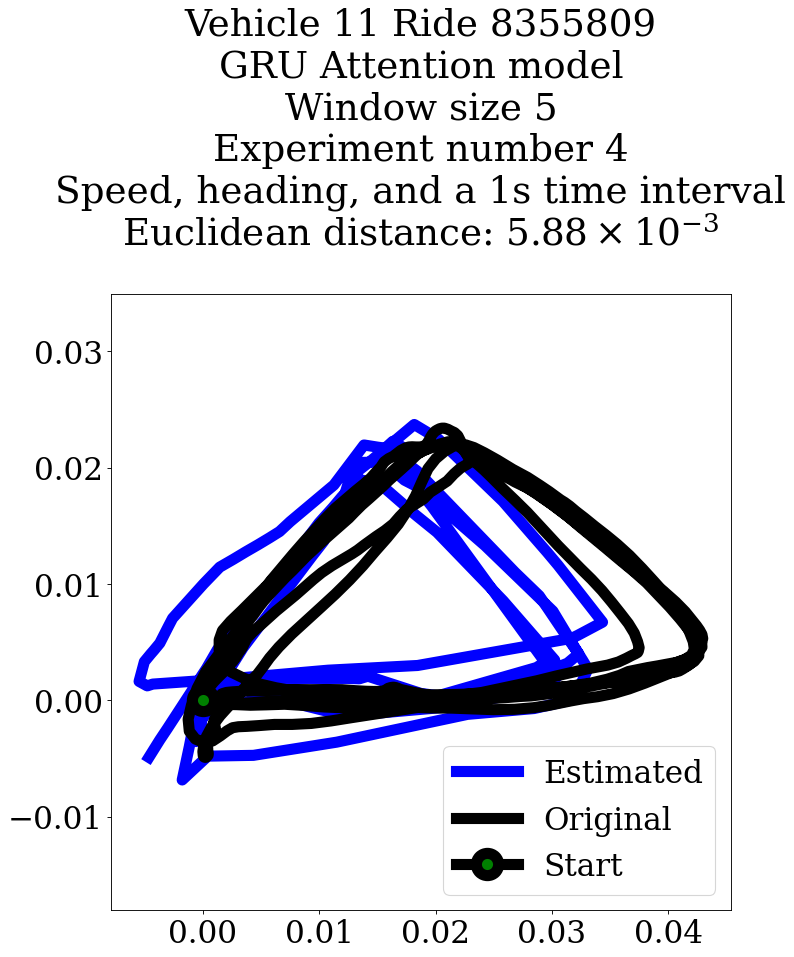 Vehicle 11 Ride 8355809
GRU Attention model
Window size 5
Experiment number 4
Speed, heading, and a 1s time interval
Euclidean distance: 5.88 × 10⁻³
0.03
0.02
0.01
0.00
−0.01
Estimated
Original
Start
0.00 0.01 0.02 0.03 0.04